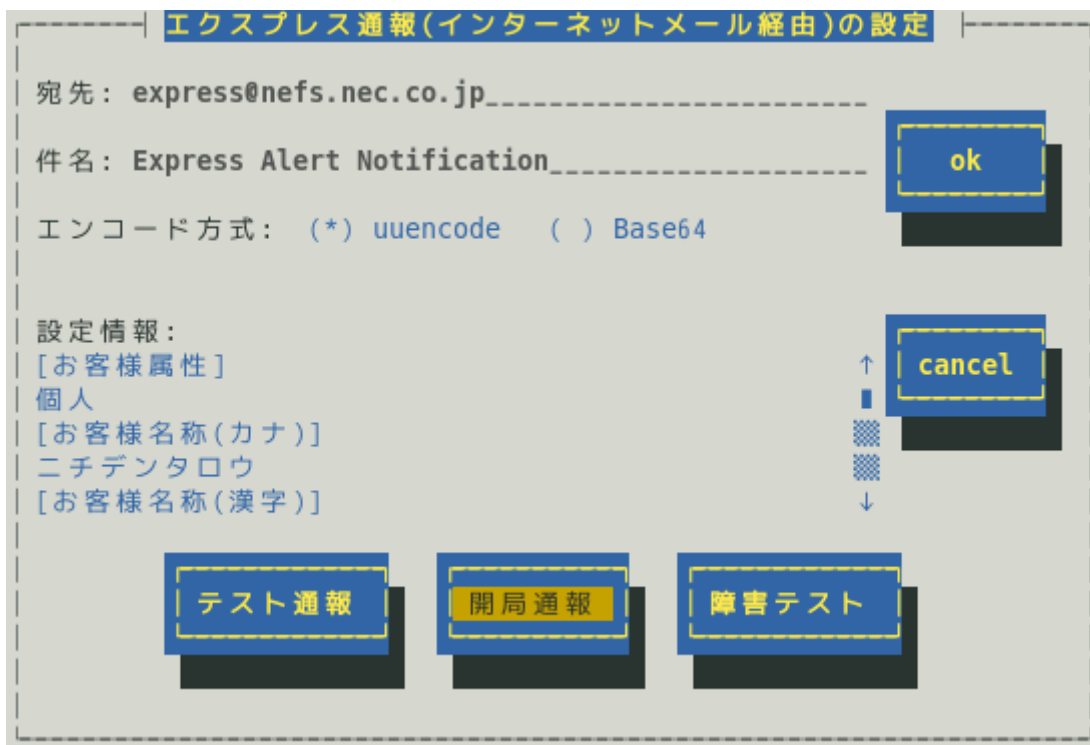 エクスプレス通報(インターネットメール経由)の設定
宛先: express@nefs.nec.co.jp
件名: Express Alert Notification
ok
エンコード方式: (*) uuencode ( ) Base64
設定情報:
[お客様属性]
cancel
個人
[お客様名称(カナ)]
ニチデンタロウ
[お客様名称(漢字)]
テスト通報 開局通報 障害テスト